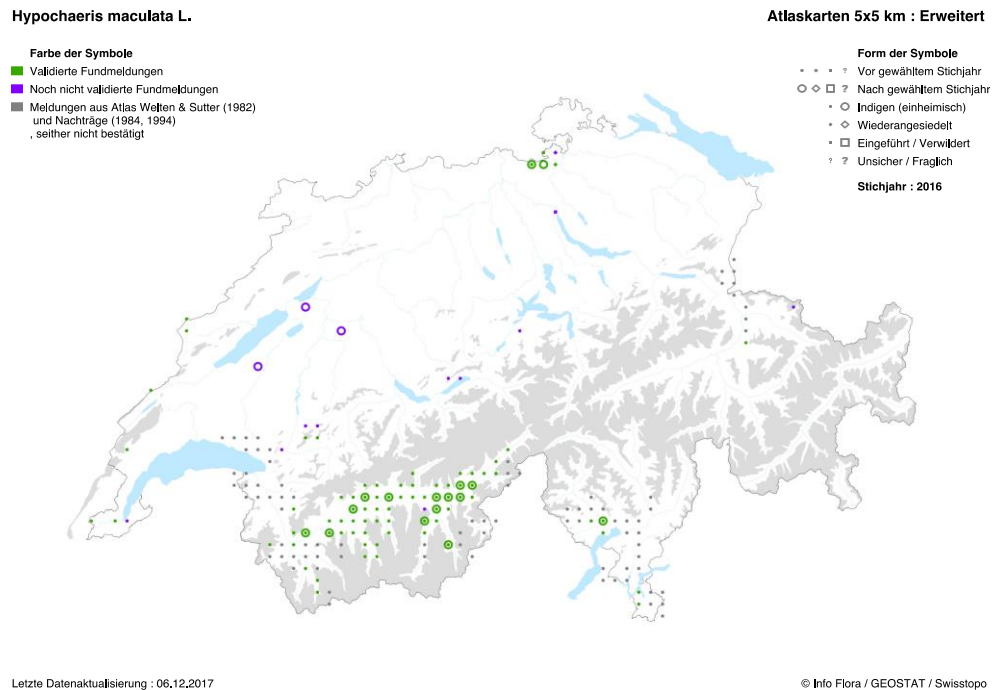 Hypochaeris maculata L.
Atlaskarten 5x5 km : Erweitert
Farbe der Symbole
Validierte Fundmeldungen
Noch nicht validierte Fundmeldungen
Meldungen aus Atlas Welten & Sutter (1982)
und Nachträge (1984, 1994)
, seither nicht bestätigt
Form der Symbole
? Vor gewähltem Stichjahr
? Nach gewähltem Stichjahr
Indigen (einheimisch)
Wiederangesiedelt
Eingeführt / Verwildert
? ? Unsicher / Fraglich
Stichjahr : 2016
Letzte Datenaktualisierung : 06.12.2017
© Info Flora / GEOSTAT / Swisstopo